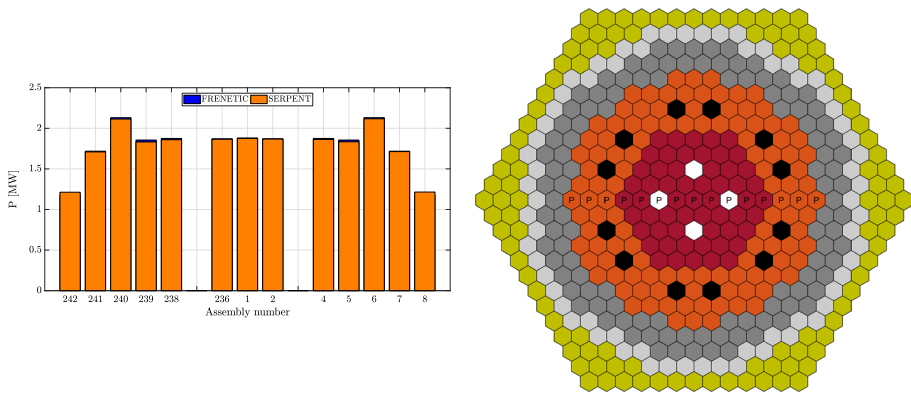 FRENETIC SERPENT
P [MW]
2.5
2
1.5
1
0.5
0
242 241 240 239 238 236 1 2 4 5 6 7 8
Assembly number
P P P P P P P P P P P P P P P